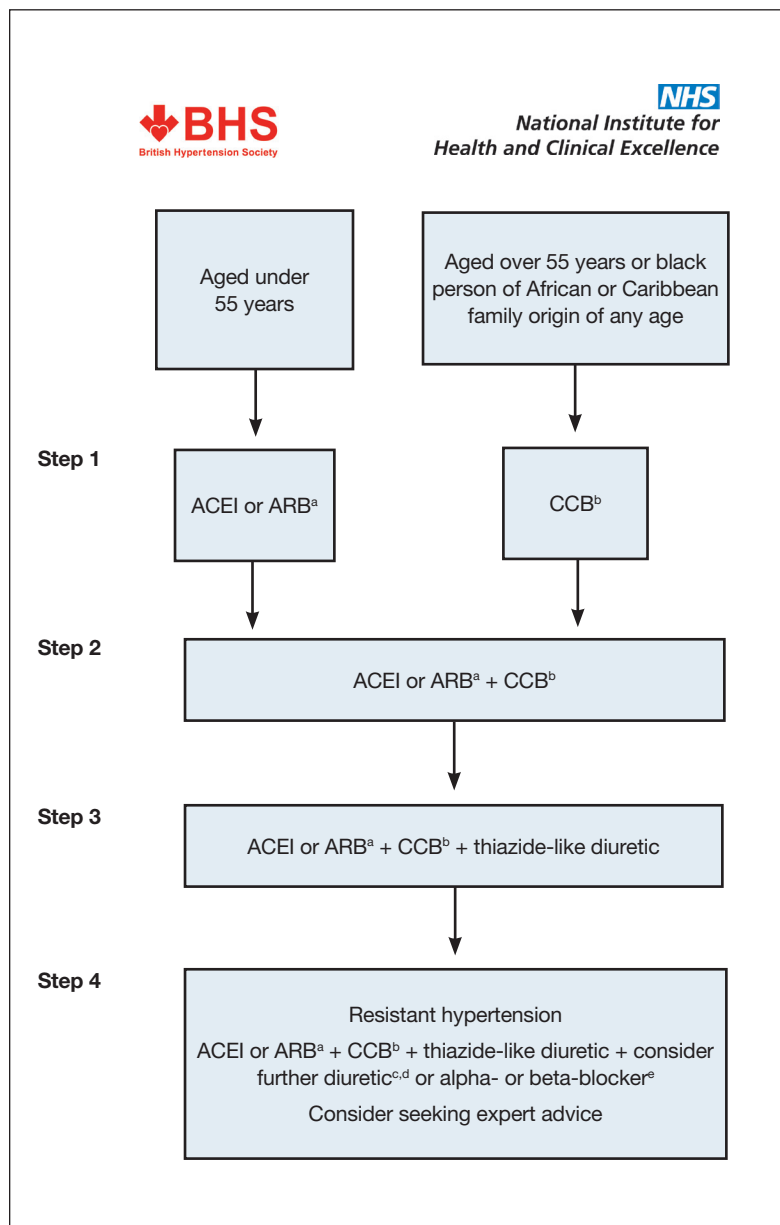 BHS
British Hypertension Society
NHS
National Institute for
Health and Clinical Excellence
Aged under
55 years
Aged over 55 years or black
person of African or Caribbean
family origin of any age
Step 1
ACEI or ARBᵃ
CCBᵇ
Step 2
ACEI or ARBᵃ + CCBᵇ
Step 3
ACEI or ARBᵃ + CCBᵇ + thiazide-like diuretic
Step 4
Resistant hypertension
ACEI or ARBᵃ + CCBᵇ + thiazide-like diuretic + consider
further diureticᶜ,ᵈ or alpha- or beta-blockerᵉ
Consider seeking expert advice